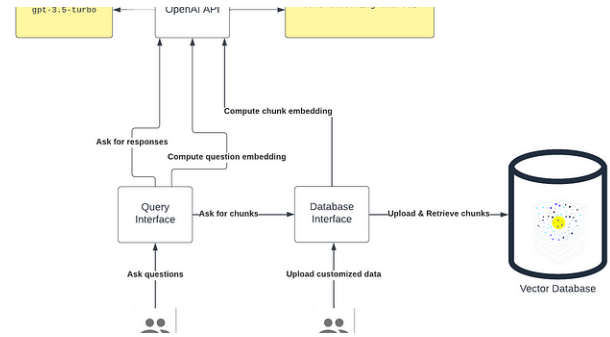 gpt-3.5-turbo
OpenAI API
Compute chunk embedding
Ask for responses
Compute question embedding
Query
Interface
Ask for chunks
Database
Interface
Upload & Retrieve chunks
Ask questions
Upload customized data
Vector Database